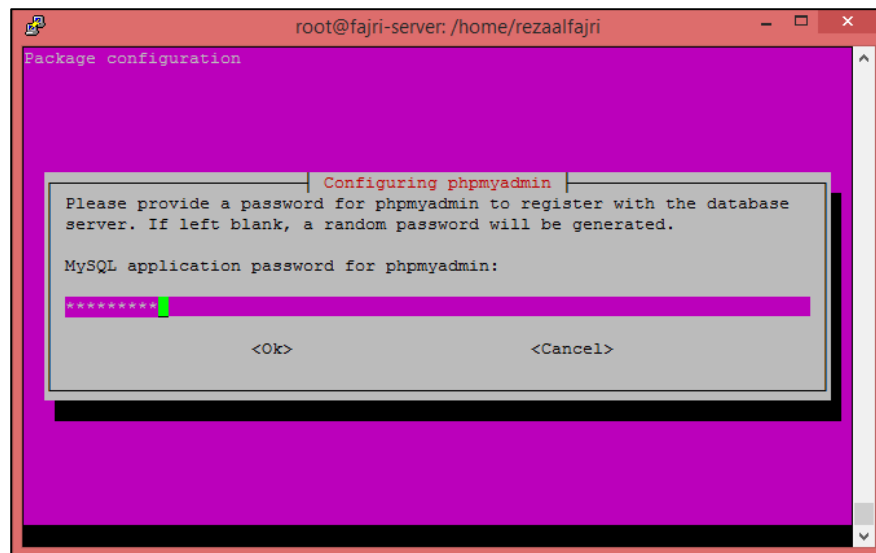 root@fajri-server: /home/rezaalfajri
Package configuration
Configuring phpmyadmin
Please provide a password for phpmyadmin to register with the database
server. If left blank, a random password will be generated.
MySQL application password for phpmyadmin:
*********
<Ok> <Cancel>